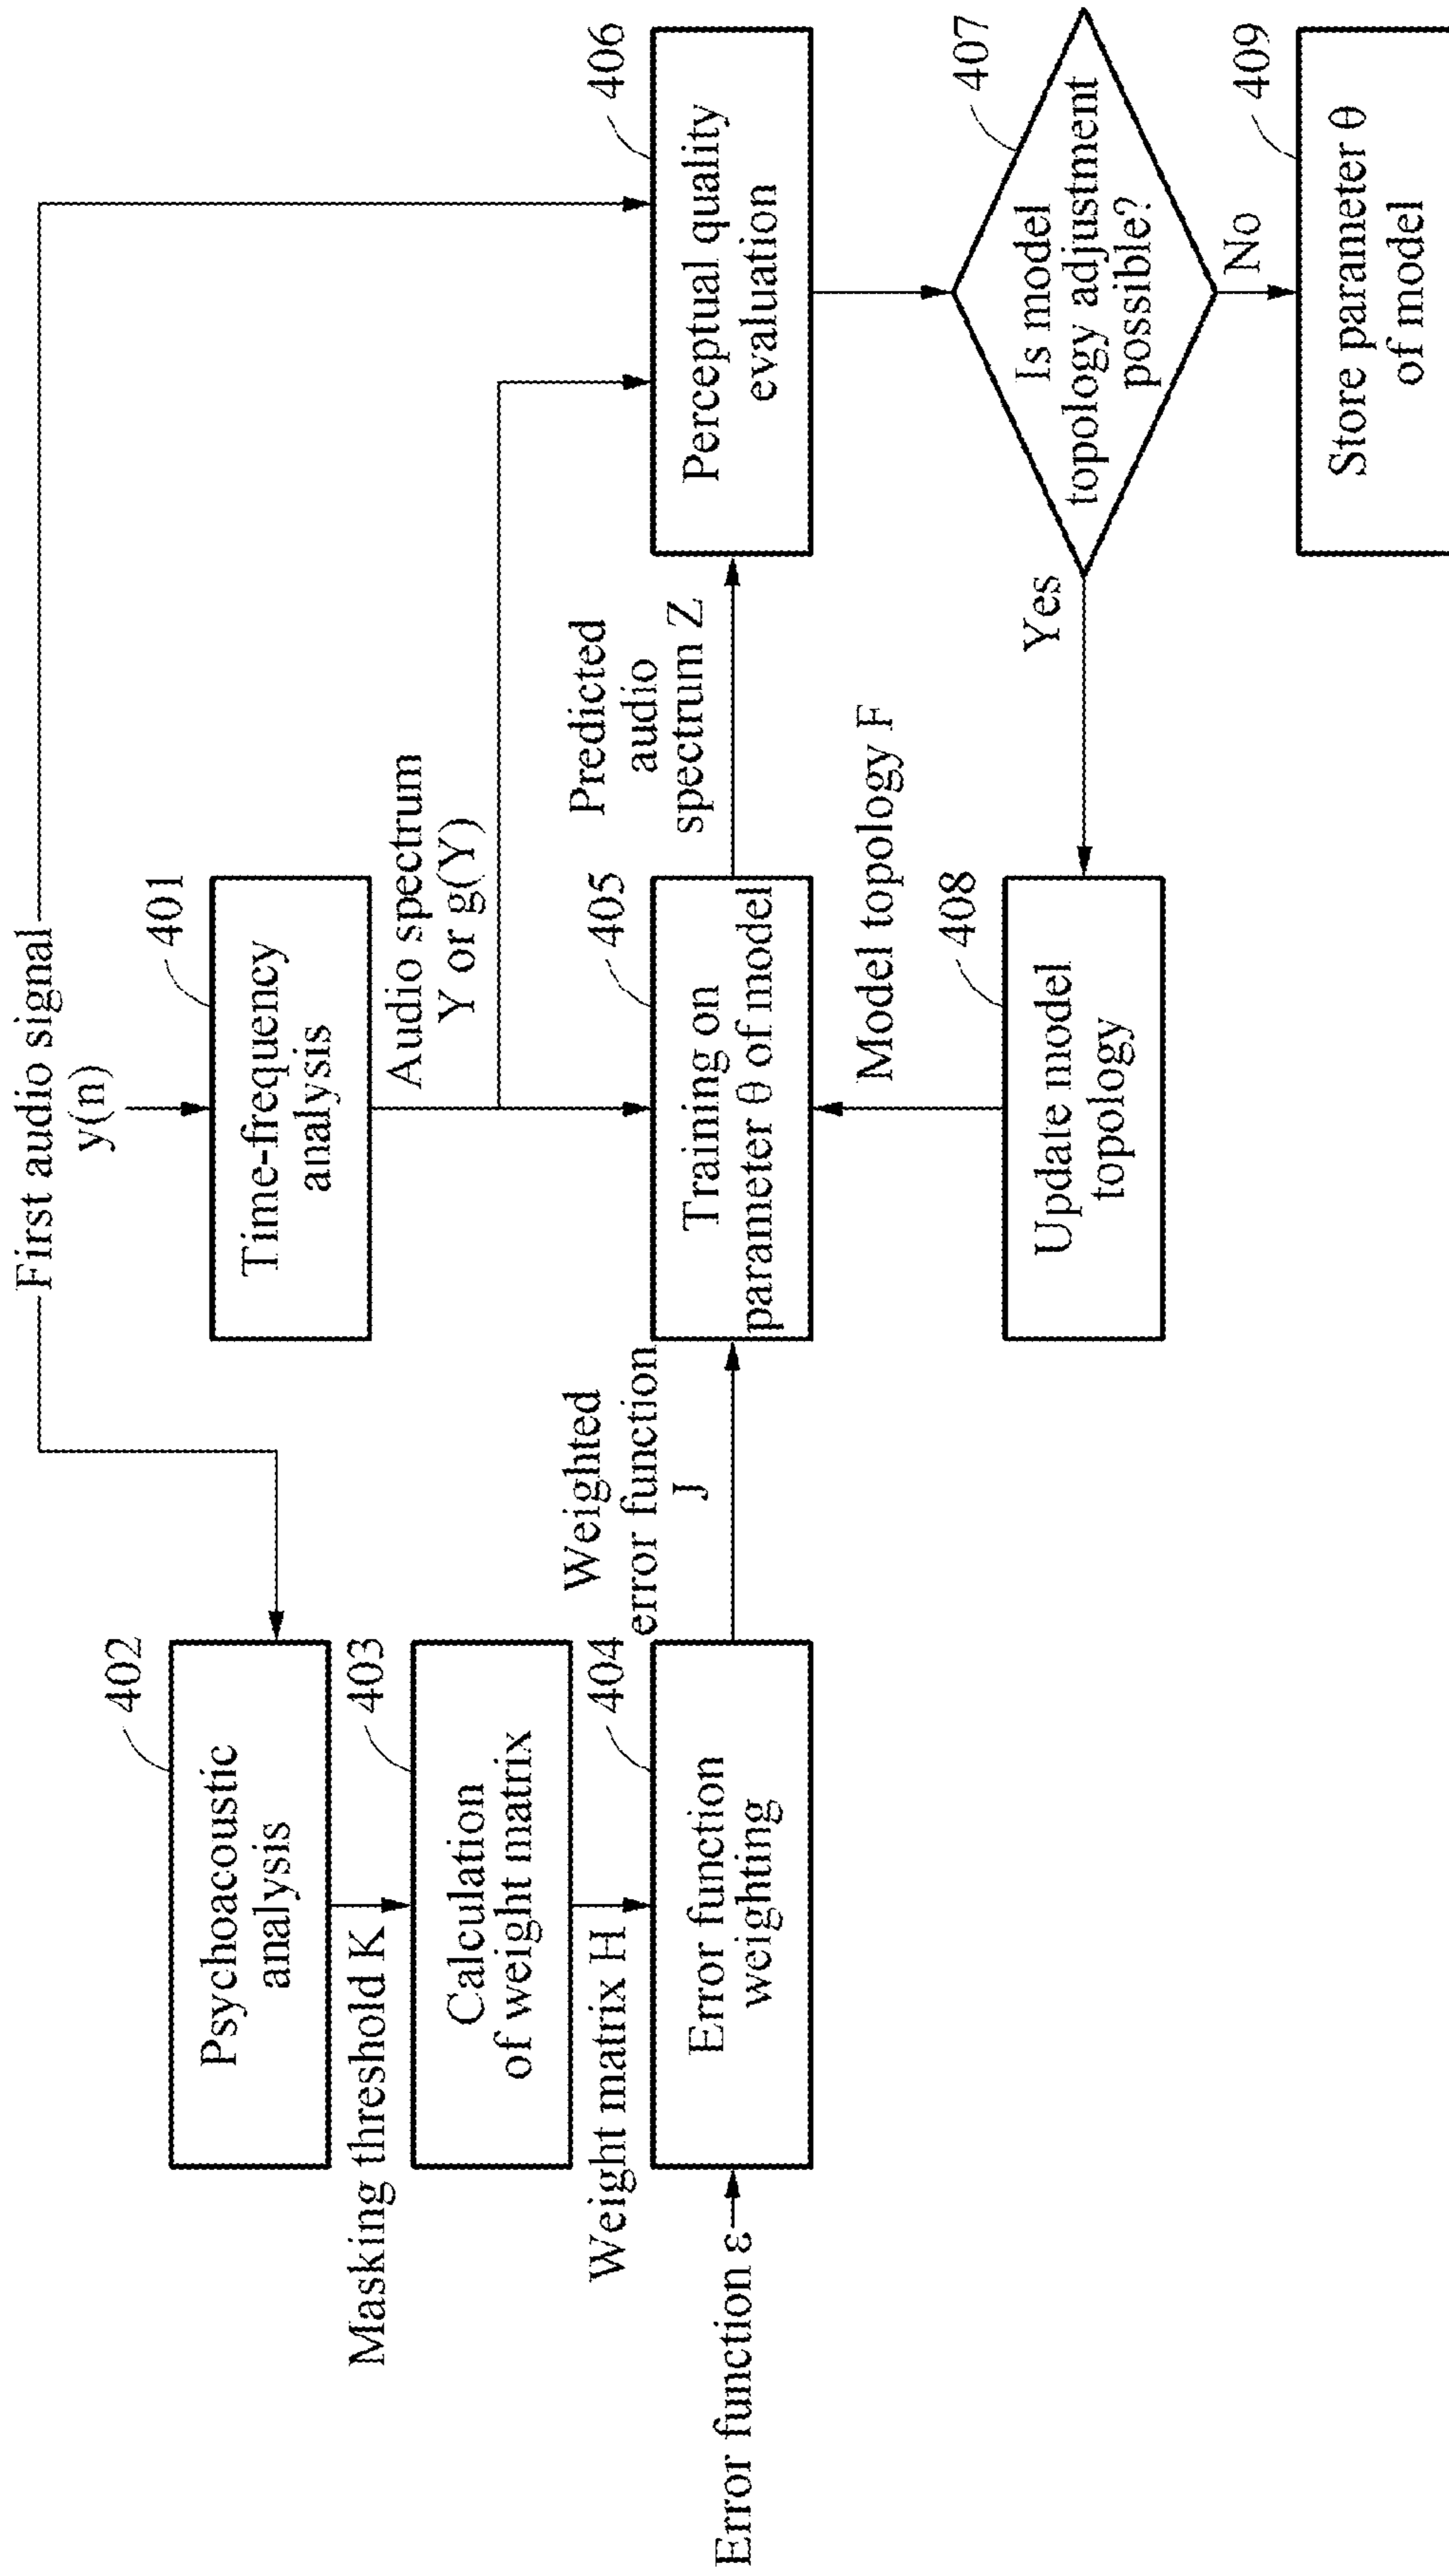 First audio signal
y(n)
401
Time-frequency
analysis
Audio spectrum
Y or g(Y)
402
Psychoacoustic
analysis
Masking threshold K
403
Calculation
of weight matrix
Weight matrix H
404
Error function
weighting
Error function ε
Weighted
error function
J
405
Training on
parameter θ of model
Predicted
audio
spectrum Z
406
Perceptual quality
evaluation
407
Is model
topology adjustment
possible?
Yes
No
Model topology F
408
Update model
topology
409
Store parameter θ
of model